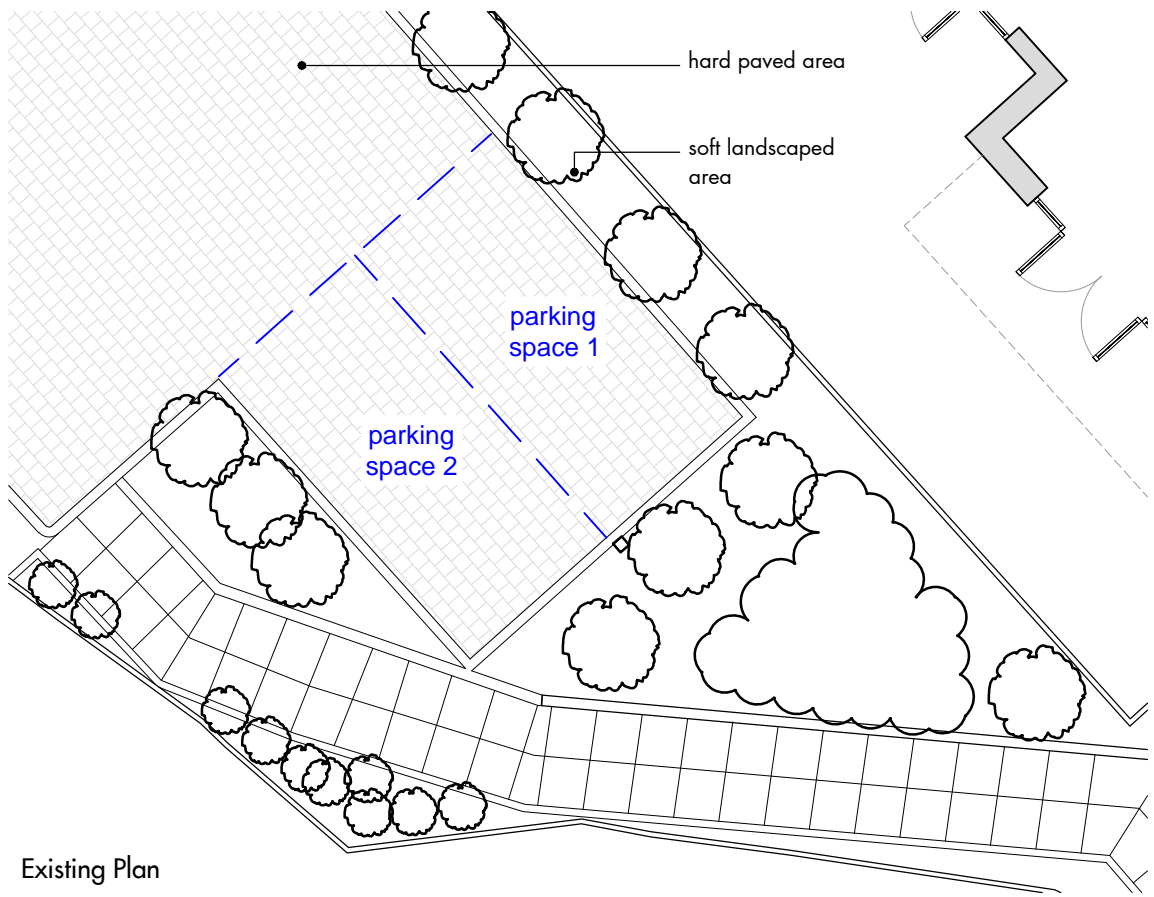 hard paved area
soft landscaped
area
parking
space 1
parking
space 2
Existing Plan